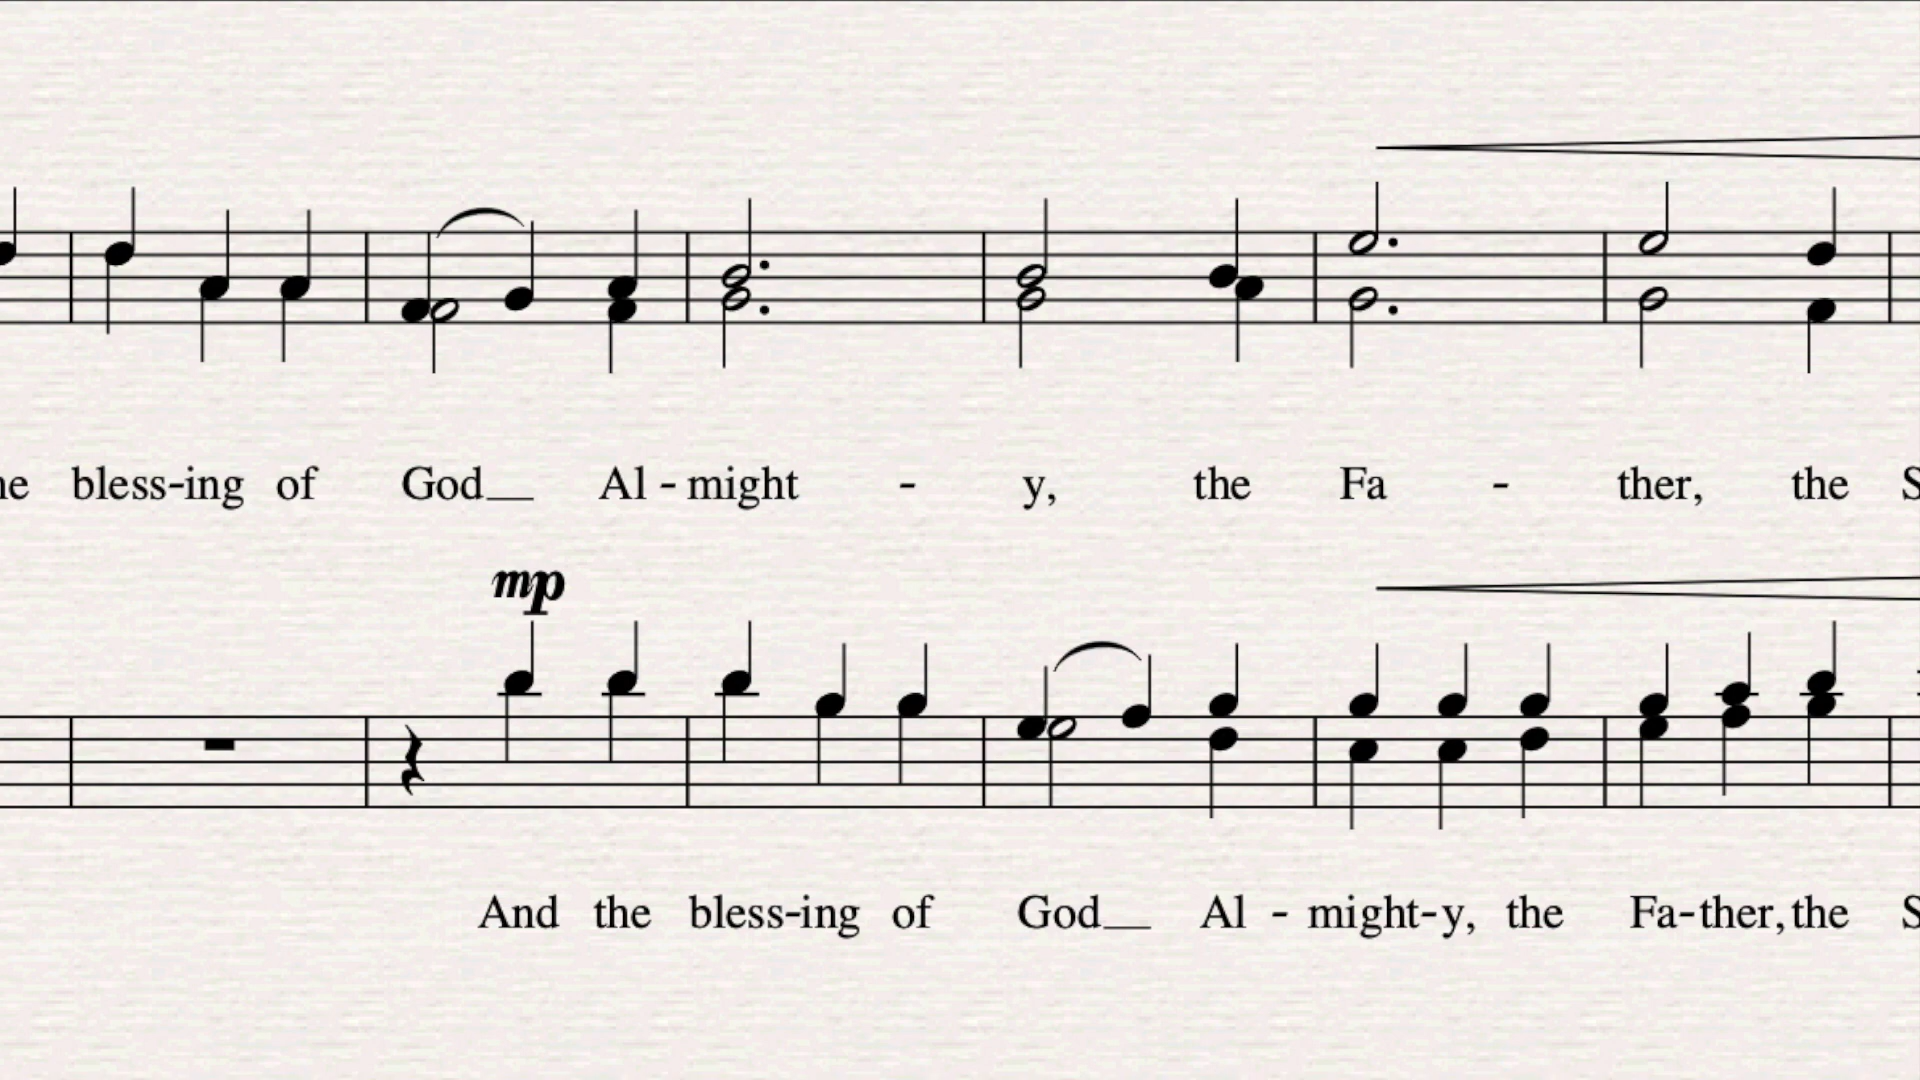 bless-ing of God__ Al - might - y, the Fa - ther, the
mp
And the bless-ing of God__ Al - might-y, the Fa-ther, the